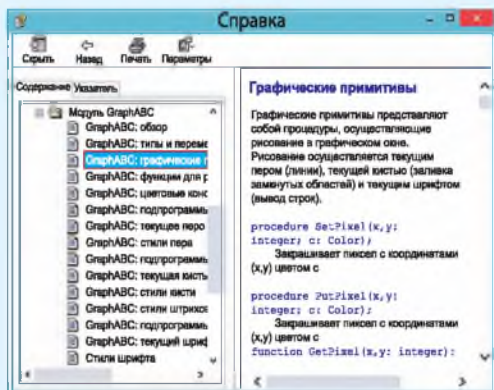 Справка
Скрыть Назад Печать Параметры
Содержание Указатель
Модуль GraphABC
GraphABC: обзор
GraphABC: типы и переме
GraphABC: графические п
GraphABC: функции для р
GraphABC: цветовые конс
GraphABC: подпрограммы
GraphABC: текущее перо
GraphABC: стили пера
GraphABC: подпрограммы
GraphABC: текущая кисть
GraphABC: стили кисти
GraphABC: стили штрихов
GraphABC: подпрограммы
GraphABC: текущий шриф
Стили шрифта
Графические примитивы
Графические примитивы представляют
собой процедуры, осуществляющие
рисование в графическом окне.
Рисование осуществляется текущим
пером (линии), текущей кистью (заливка
замкнутых областей) и текущим шрифтом
(вывод строк).
procedure SetPixel(x,y:
integer; c: Color);
Закрашивает пиксел с координатами
(x,y) цветом c
procedure PutPixel(x,y:
integer; c: Color);
Закрашивает пиксел с координатами
(x,y) цветом c
function GetPixel(x,y: integer):